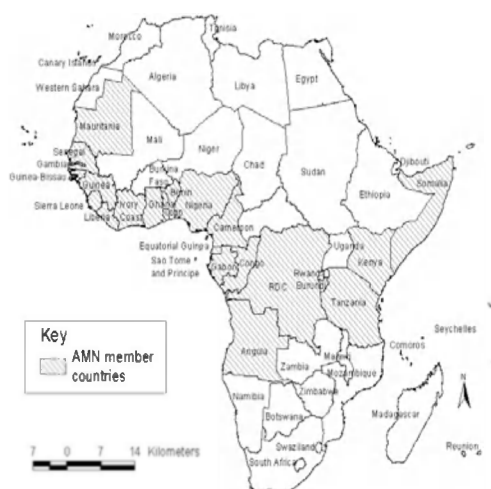 Tunisia
Morocco
Canary Islands
Algeria
Libya
Egypt
Western Sahara
Mauritania
Mali
Niger
Chad
Sudan
Senegal
Gambia
Guinea-Bissau
Guinea
Burkina
Faso
Benin
Djibouti
Somalia
Sierra Leone
Liberia
Ivory
Coast
Ghana
Togo
Nigeria
Ethiopia
Cameroon
Equatorial Guinea
Sao Tome
and Principe
Gabon
Congo
Uganda
Kenya
Rwanda
Burundi
RDC
Tanzania
Seychelles
Key
AMN member
countries
Angola
Zambia
Malawi
Comoros
Mozambique
Zimbabwe
Namibia
Botswana
Madagascar
N
Swaziland
South Africa
Reunion
7 0 7 14 Kilometers